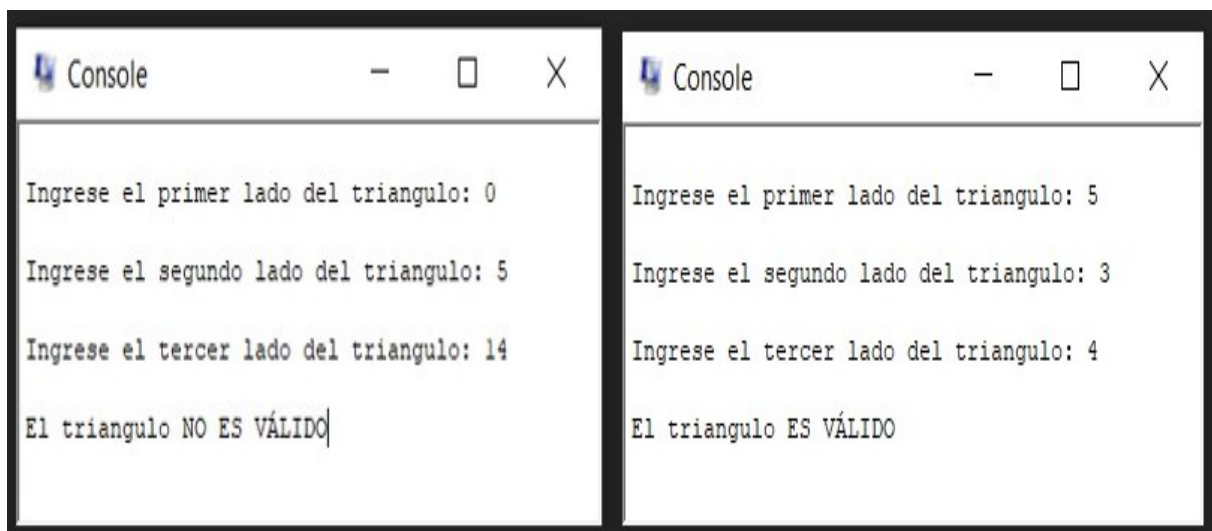 Console
Ingrese el primer lado del triangulo: 0
Ingrese el segundo lado del triangulo: 5
Ingrese el tercer lado del triangulo: 14
El triangulo NO ES VÁLIDO
Console
Ingrese el primer lado del triangulo: 5
Ingrese el segundo lado del triangulo: 3
Ingrese el tercer lado del triangulo: 4
El triangulo ES VÁLIDO